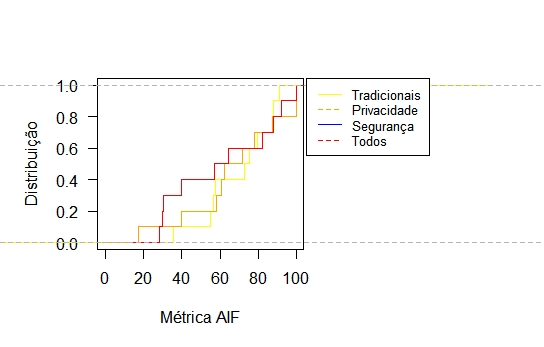 1.0
0.8
0.6
0.4
0.2
0.0
Distribuição
0 20 40 60 80 100
Métrica AIF
Tradicionais
Privacidade
Segurança
Todos